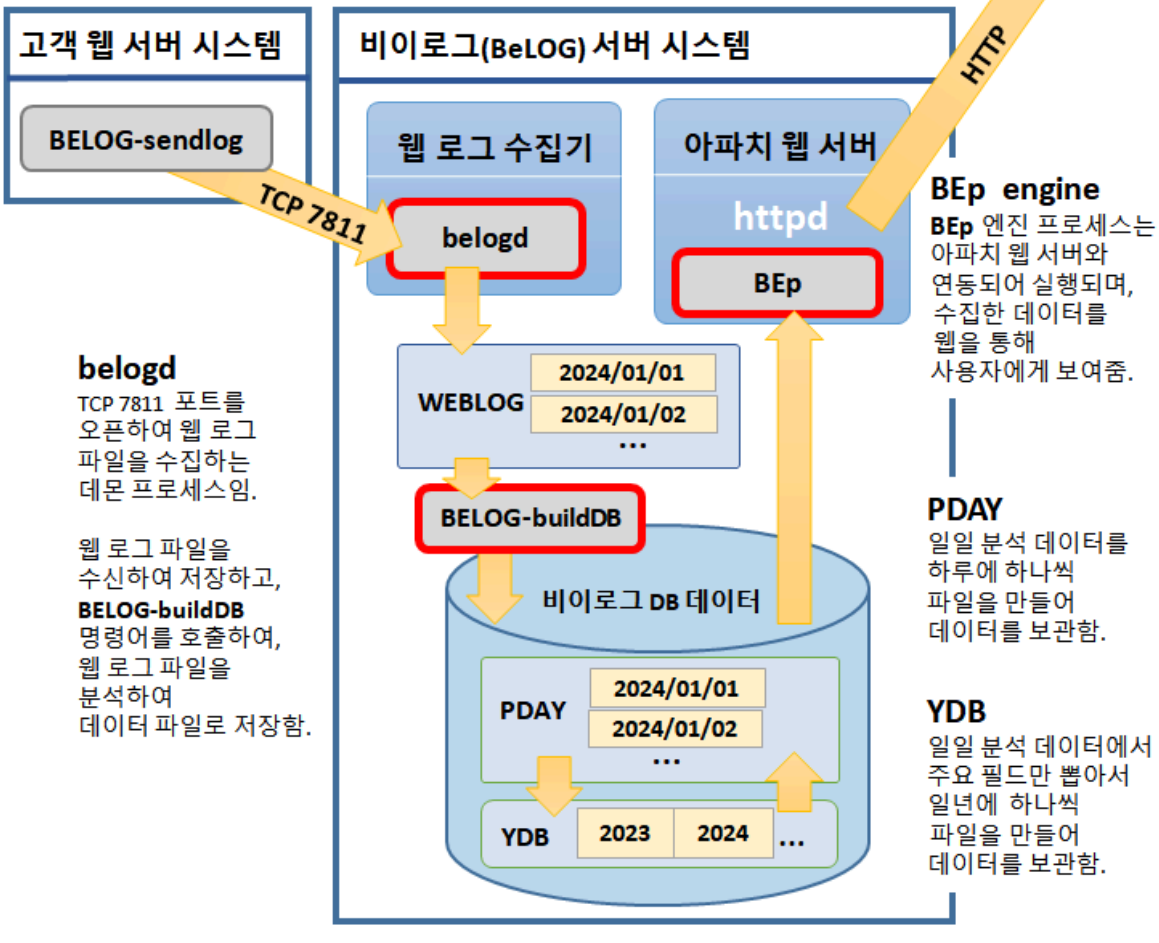 고객 웹 서버 시스템
BELOG-sendlog
TCP 7811
비이로그(BeLOG) 서버 시스템
웹 로그 수집기
belogd
아파치 웹 서버
httpd
BEp
HTTP
WEBLOG
2024/01/01
2024/01/02
...
BELOG-buildDB
비이로그 DB 데이터
PDAY
2024/01/01
2024/01/02
...
YDB
2023
2024
...
belogd
TCP 7811 포트를
오픈하여 웹 로그
파일을 수집하는
데몬 프로세스임.
웹 로그 파일을
수신하여 저장하고,
BELOG-buildDB
명령어를 호출하여,
웹 로그 파일을
분석하여
데이터 파일로 저장함.
BEp engine
BEp 엔진 프로세스는
아파치 웹 서버와
연동되어 실행되며,
수집한 데이터를
웹을 통해
사용자에게 보여줌.
PDAY
일일 분석 데이터를
하루에 하나씩
파일을 만들어
데이터를 보관함.
YDB
일일 분석 데이터에서
주요 필드만 뽑아서
일년에 하나씩
파일을 만들어
데이터를 보관함.